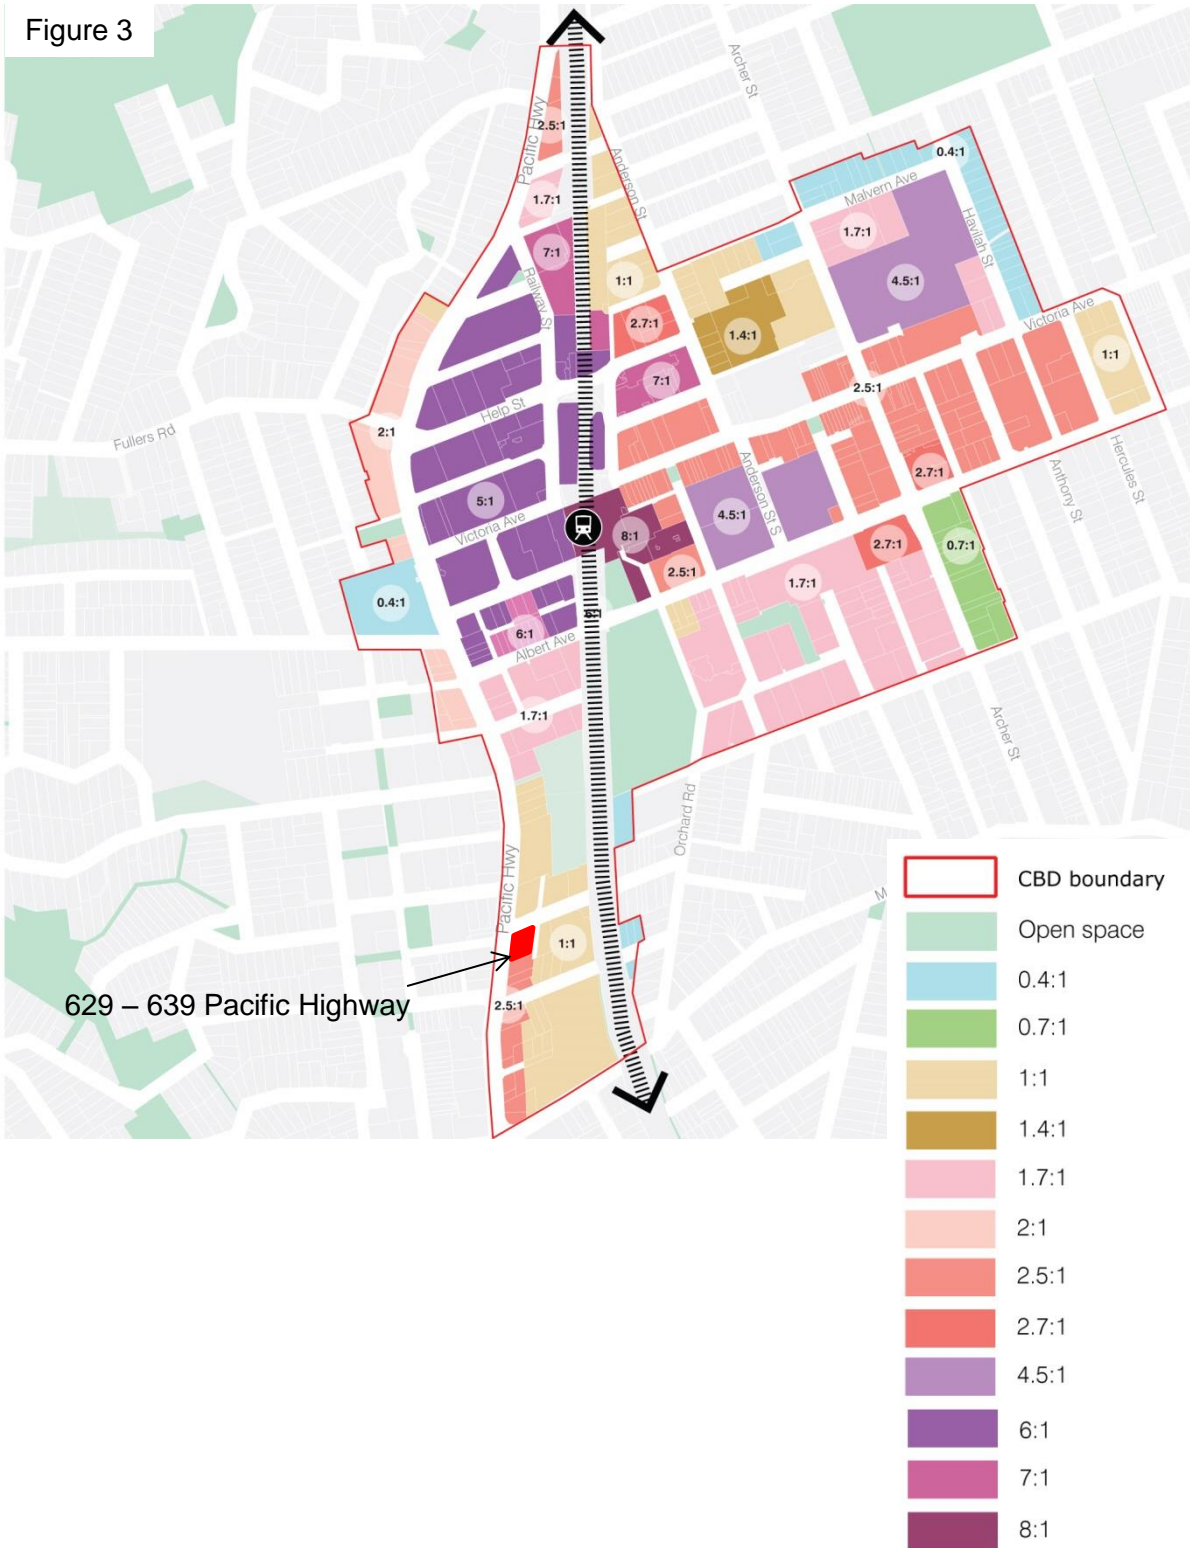 Figure 3
Archer St
Pacific Hwy
2.5:1
Anderson St
0.4:1
Malvern Ave
1.7:1
Havilah St
1.7:1
7:1
Railway St
1:1
4.5:1
Victoria Ave
2.7:1
1.4:1
1:1
7:1
2.5:1
Help St
2:1
Fullers Rd
Anderson St S
2.7:1
Hercules St
Anthony St
5:1
4.5:1
Victoria Ave
8:1
2.7:1
0.7:1
2.5:1
1.7:1
0.4:1
6:1
Albert Ave
1.7:1
Archer St
Orchard Rd
Pacific Hwy
M
1:1
629 – 639 Pacific Highway
2.5:1
CBD boundary
Open space
0.4:1
0.7:1
1:1
1.4:1
1.7:1
2:1
2.5:1
2.7:1
4.5:1
6:1
7:1
8:1